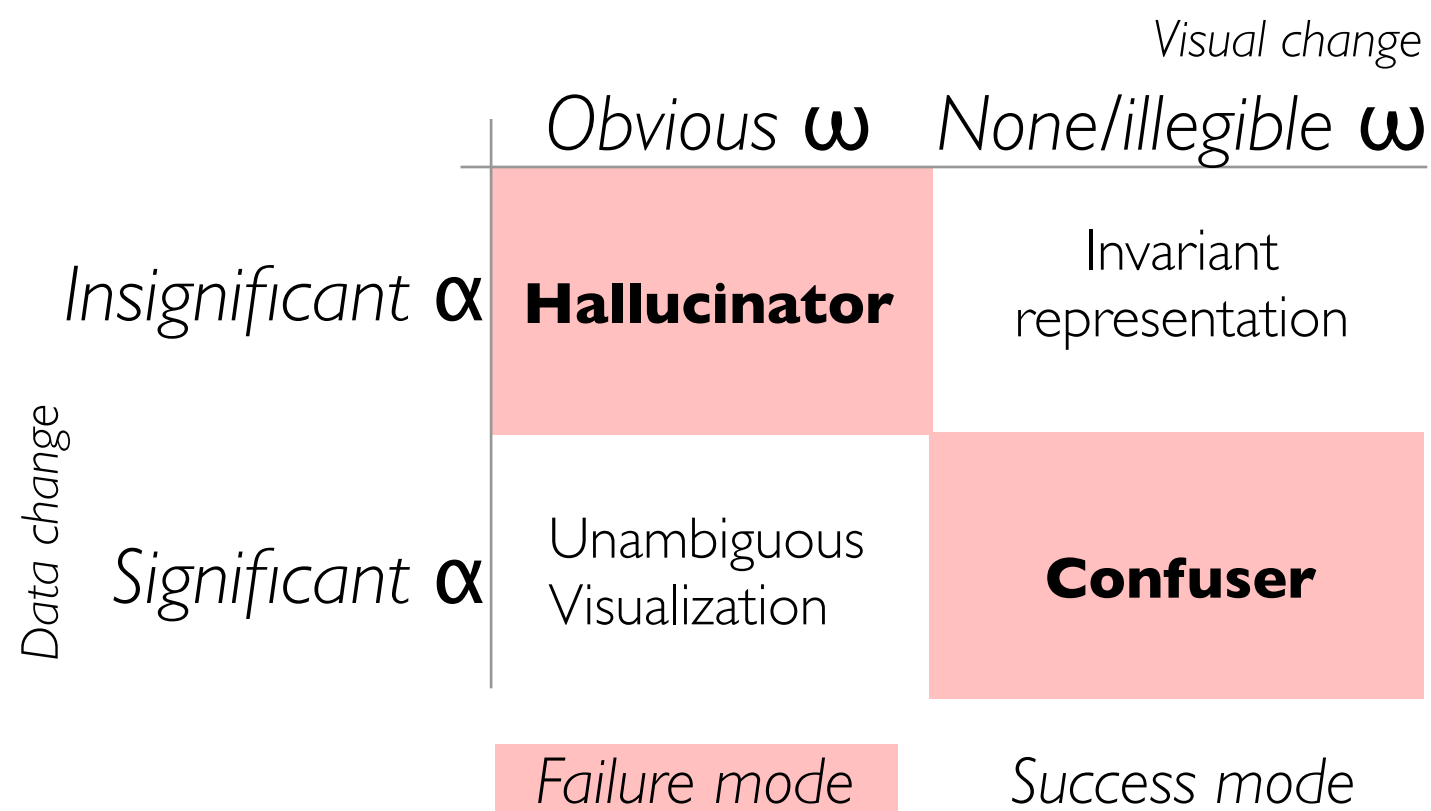 Visual change
Obvious ω None/illegible ω
Insignificant α Hallucinator Invariant
representation
Data change
Significant α Unambiguous
Visualization Confuser
Failure mode Success mode